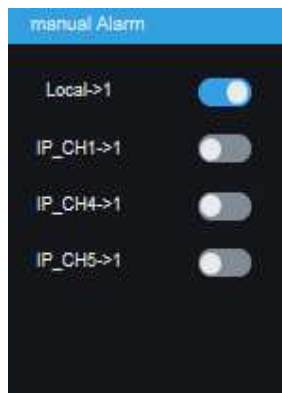 manual Alarm
Local->1
IP_CH1->1
IP_CH4->1
IP_CH5->1